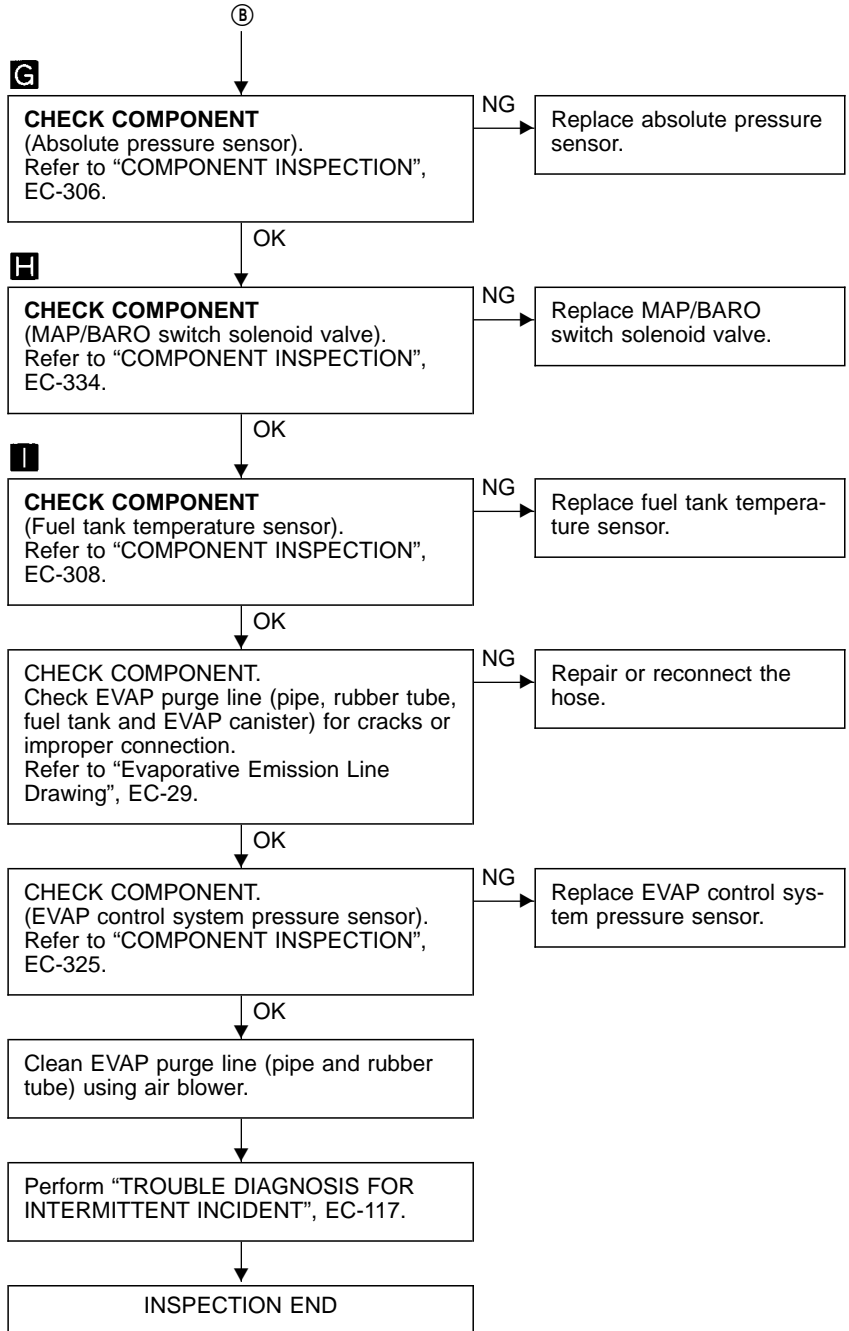 Ⓑ
G
CHECK COMPONENT
(Absolute pressure sensor).
Refer to “COMPONENT INSPECTION”,
EC-306.
NG
Replace absolute pressure
sensor.
OK
H
CHECK COMPONENT
(MAP/BARO switch solenoid valve).
Refer to “COMPONENT INSPECTION”,
EC-334.
NG
Replace MAP/BARO
switch solenoid valve.
OK
I
CHECK COMPONENT
(Fuel tank temperature sensor).
Refer to “COMPONENT INSPECTION”,
EC-308.
NG
Replace fuel tank tempera-
ture sensor.
OK
CHECK COMPONENT.
Check EVAP purge line (pipe, rubber tube,
fuel tank and EVAP canister) for cracks or
improper connection.
Refer to “Evaporative Emission Line
Drawing”, EC-29.
NG
Repair or reconnect the
hose.
OK
CHECK COMPONENT.
(EVAP control system pressure sensor).
Refer to “COMPONENT INSPECTION”,
EC-325.
NG
Replace EVAP control sys-
tem pressure sensor.
OK
Clean EVAP purge line (pipe and rubber
tube) using air blower.
Perform “TROUBLE DIAGNOSIS FOR
INTERMITTENT INCIDENT”, EC-117.
INSPECTION END